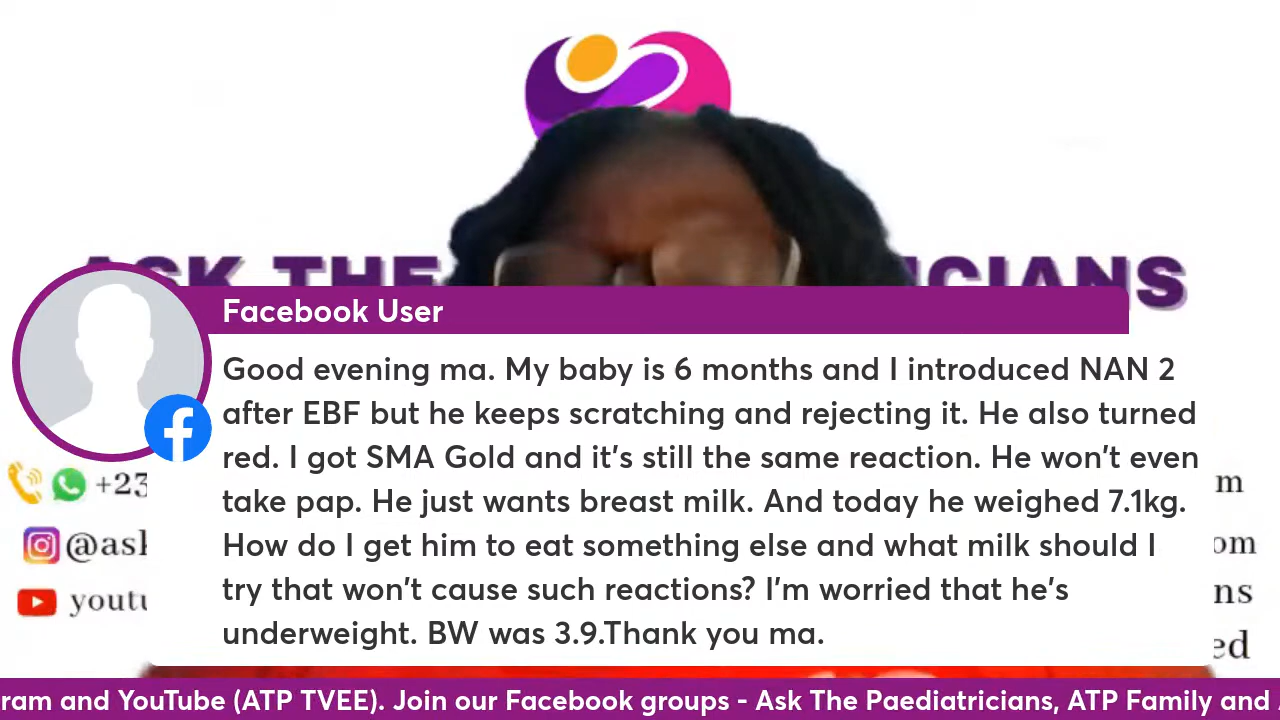 ASK THE ICIANS
Facebook User
Good evening ma. My baby is 6 months and I introduced NAN 2
after EBF but he keeps scratching and rejecting it. He also turned
red. I got SMA Gold and it's still the same reaction. He won't even
take pap. He just wants breast milk. And today he weighed 7.1kg.
How do I get him to eat something else and what milk should I
try that won't cause such reactions? I'm worried that he's
underweight. BW was 3.9.Thank you ma.
+23
m
@ask
om
youtu
ns
ed
ram and YouTube (ATP TVEE). Join our Facebook groups - Ask The Paediatricians, ATP Family and